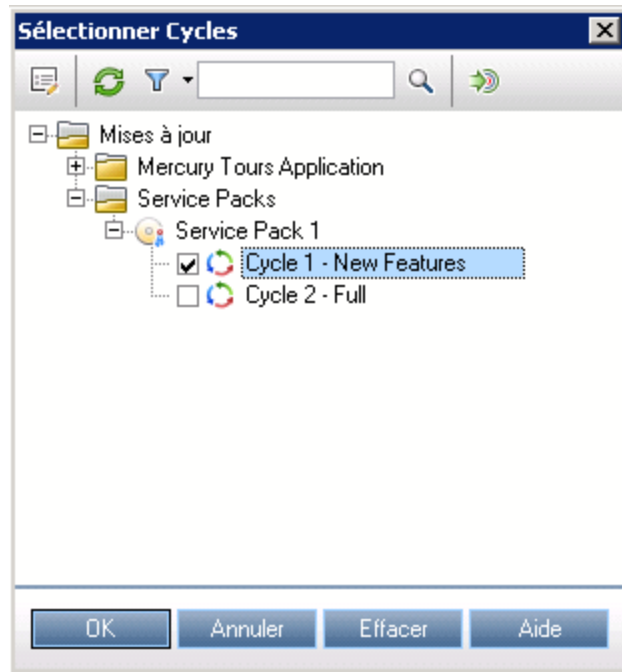 Sélectionner Cycles
Mises à jour
Mercury Tours Application
Service Packs
Service Pack 1
Cycle 1 - New Features
Cycle 2 - Full
OK Annuler Effacer Aide